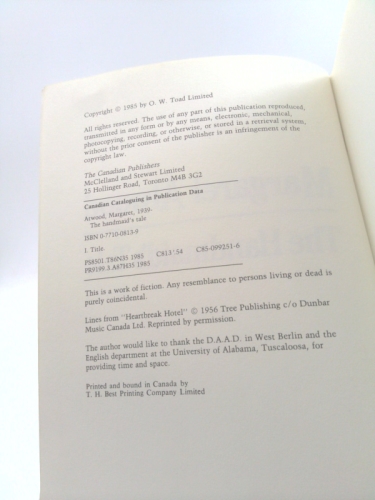 Copyright © 1985 by O. W. Toad Limited
All rights reserved. The use of any part of this publication reproduced,
transmitted in any form or by any means, electronic, mechanical,
photocopying, recording, or otherwise, or stored in a retrieval system,
without the prior consent of the publisher is an infringement of the
copyright law.
The Canadian Publishers
McClelland and Stewart Limited
25 Hollinger Road, Toronto M4B 3G2
Canadian Cataloguing in Publication Data
Atwood, Margaret, 1939-
The handmaid's tale
ISBN 0-7710-0813-9
I. Title.
PS8501.T86N35 1985 C813'.54 C85-099251-6
PR9199.3.A87H35 1985
This is a work of fiction. Any resemblance to persons living or dead is
purely coincidental.
Lines from "Heartbreak Hotel" © 1956 Tree Publishing c/o Dunbar
Music Canada Ltd. Reprinted by permission.
The author would like to thank the D.A.A.D. in West Berlin and the
English department at the University of Alabama, Tuscaloosa, for
providing time and space.
Printed and bound in Canada by
T. H. Best Printing Company Limited